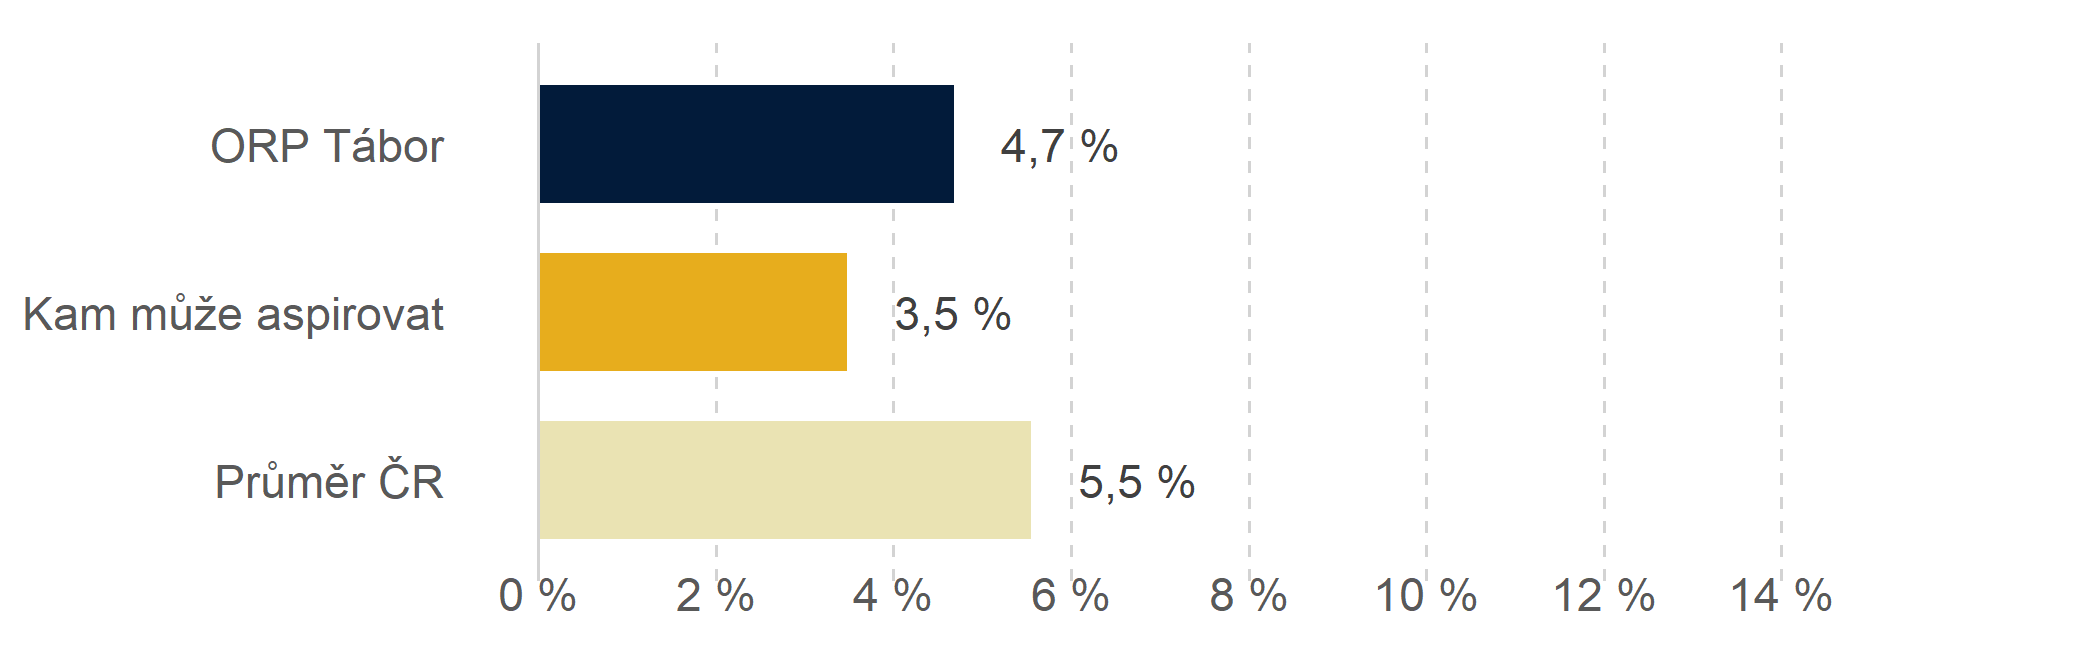 ORP Tábor
4,7 %
Kam může aspirovat
3,5 %
Průměr ČR
5,5 %
0 % 2 % 4 % 6 % 8 % 10 % 12 % 14 %